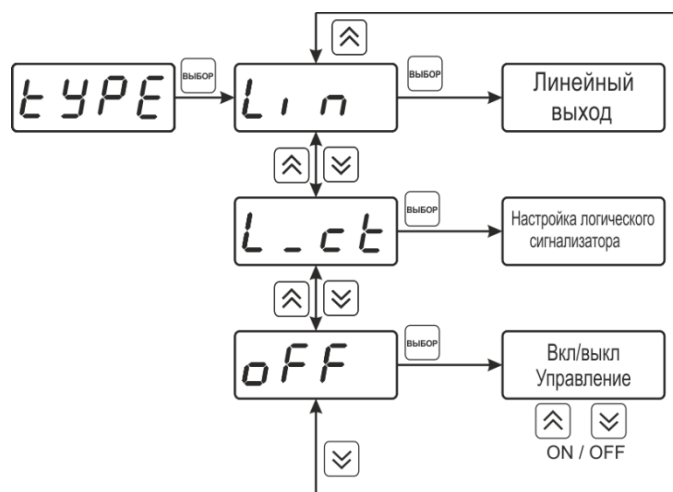 tYPE
ВЫБОР
Lin
ВЫБОР
Линейный
выход
L_ct
ВЫБОР
Настройка логического
сигнализатора
oFF
ВЫБОР
Вкл/выкл
Управление
ON / OFF